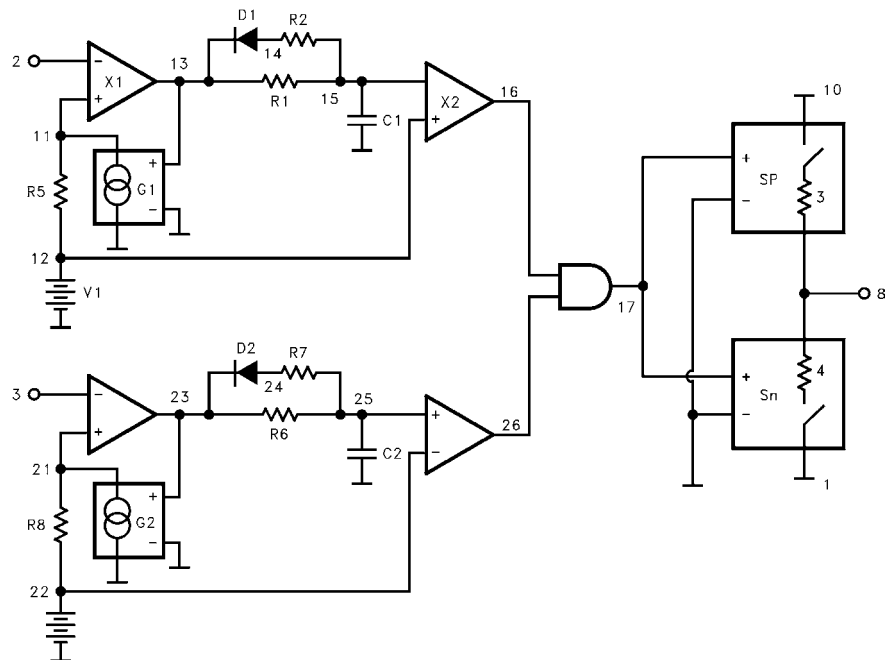 D1 R2
10
2 − 13 14 16
X1 R1 15 X2
+ C1 +
11
+ + SP 3
R5 G1 − −
12
V1
8
17
D2 R7
3 − 23 24 25 + 4
R6 + Sn
+ C2 − 26 −
21
+ 1
R8 G2
−
22